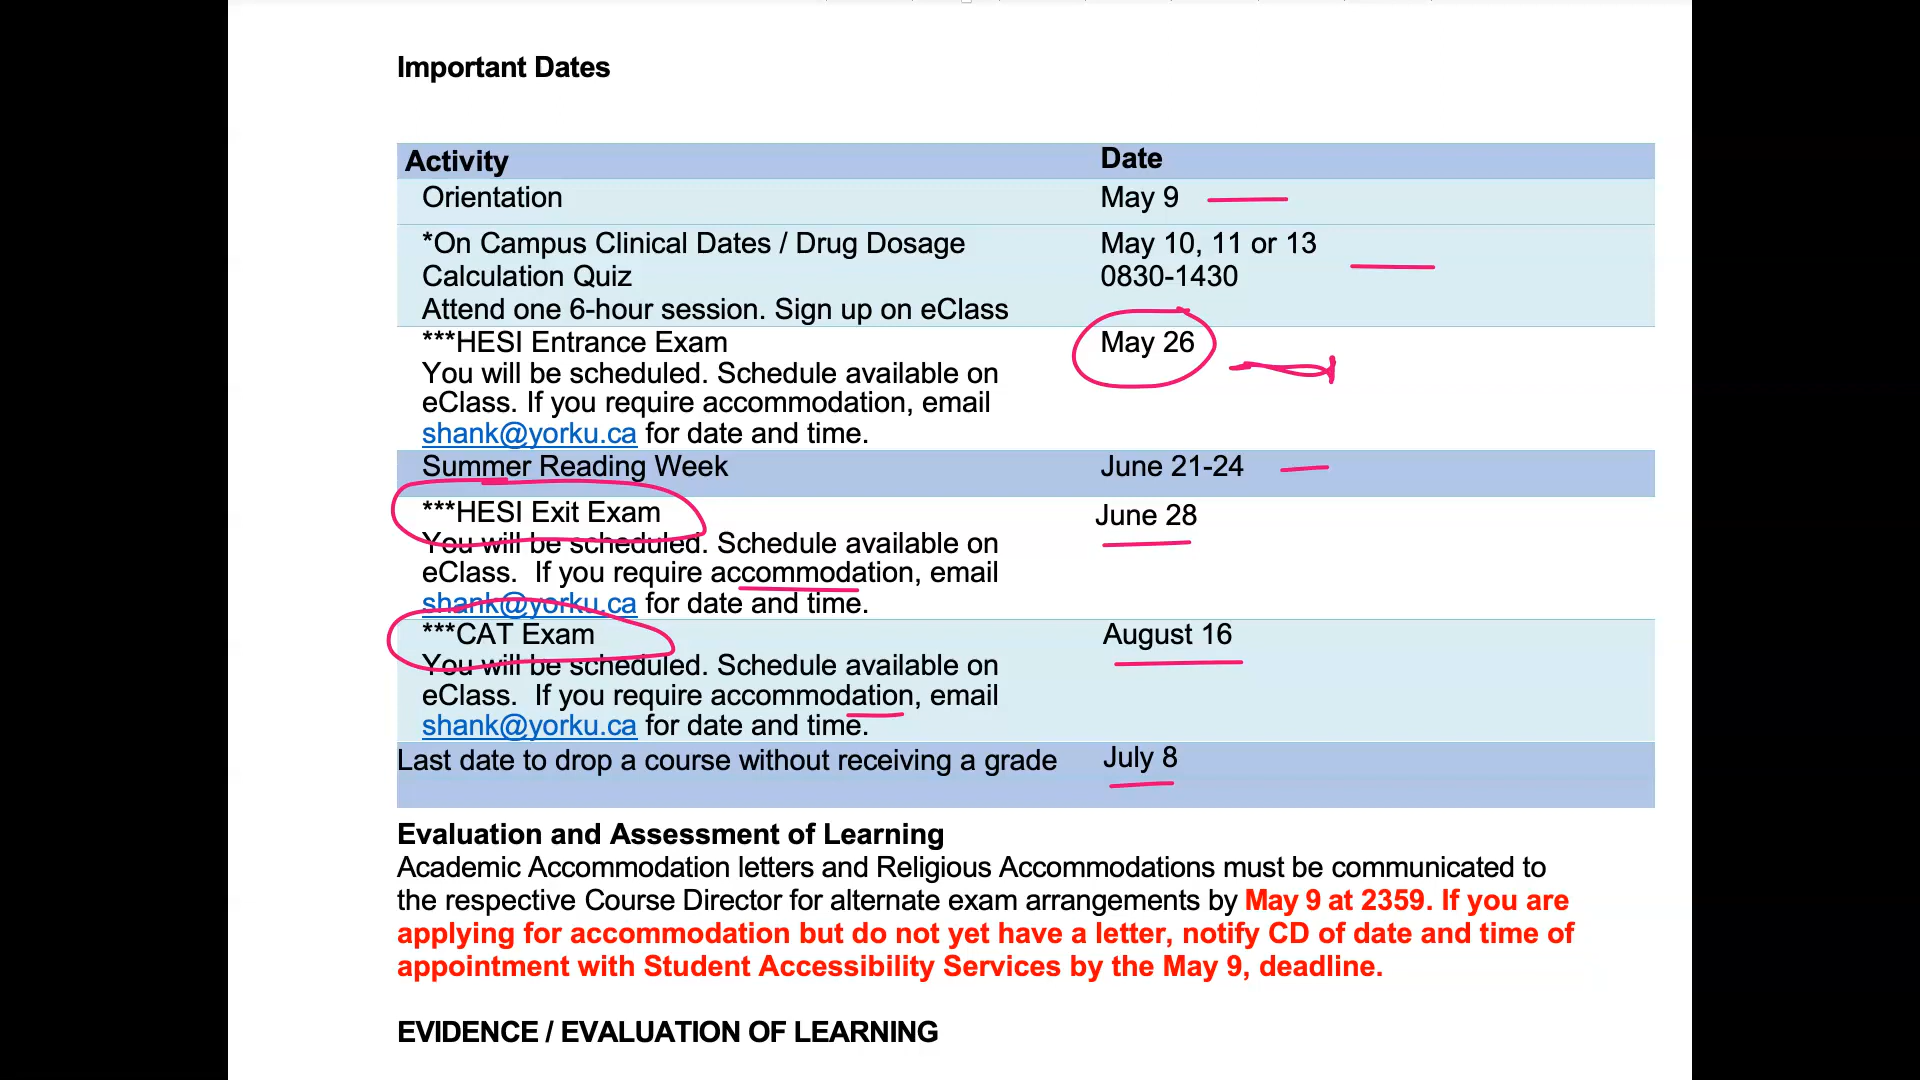 Important Dates
Activity Date
Orientation May 9
*On Campus Clinical Dates / Drug Dosage May 10, 11 or 13
Calculation Quiz 0830-1430
Attend one 6-hour session. Sign up on eClass
***HESI Entrance Exam May 26
You will be scheduled. Schedule available on
eClass. If you require accommodation, email
shank@yorku.ca for date and time.
Summer Reading Week June 21-24
***HESI Exit Exam June 28
You will be scheduled. Schedule available on
eClass.  If you require accommodation, email
shank@yorku.ca for date and time.
***CAT Exam August 16
You will be scheduled. Schedule available on
eClass.  If you require accommodation, email
shank@yorku.ca for date and time.
Last date to drop a course without receiving a grade July 8
Evaluation and Assessment of Learning
Academic Accommodation letters and Religious Accommodations must be communicated to
the respective Course Director for alternate exam arrangements by May 9 at 2359. If you are
applying for accommodation but do not yet have a letter, notify CD of date and time of
appointment with Student Accessibility Services by the May 9, deadline.
EVIDENCE / EVALUATION OF LEARNING